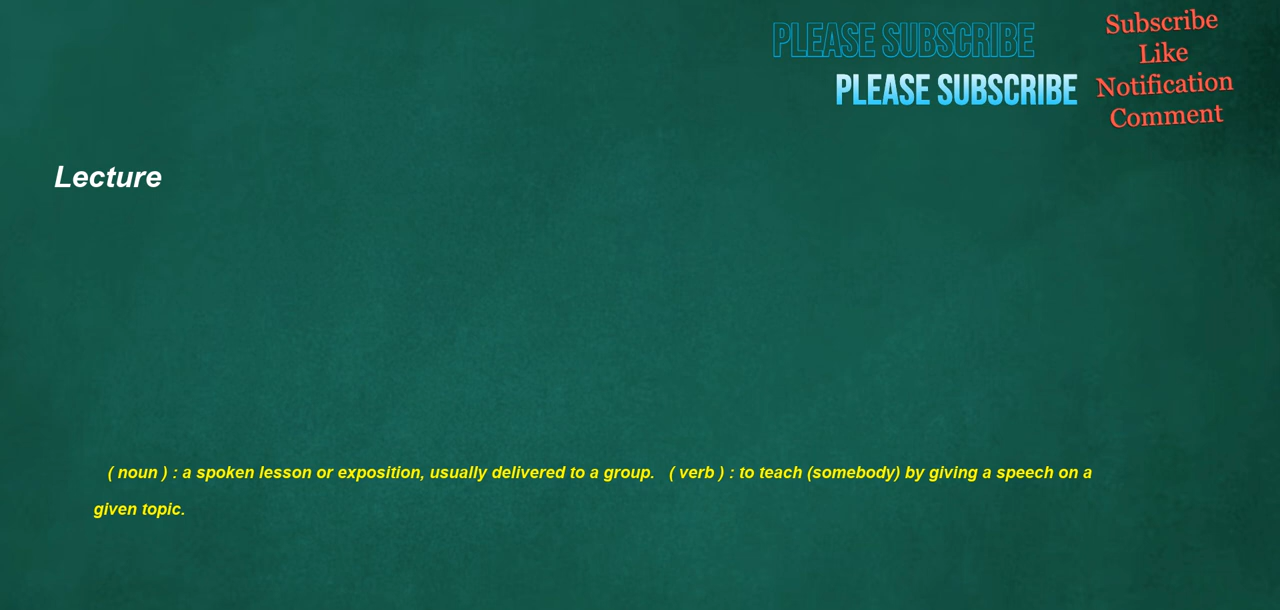 PLEASE SUBSCRIBE
PLEASE SUBSCRIBE
Subscribe
Like
Notification
Comment
Lecture
( noun ) : a spoken lesson or exposition, usually delivered to a group. ( verb ) : to teach (somebody) by giving a speech on a
given topic.